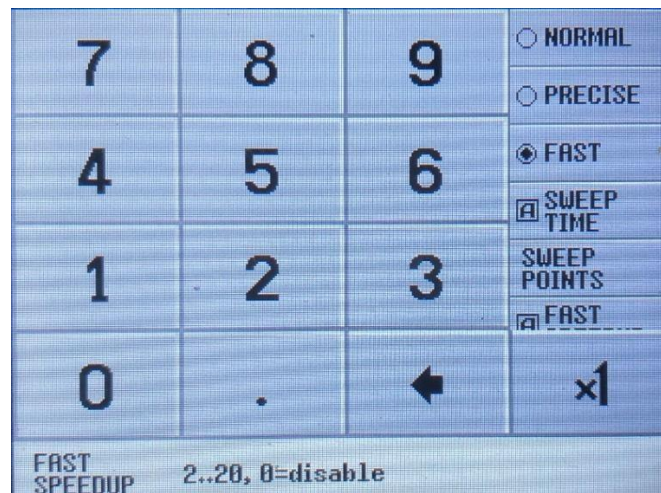 7 8 9
NORMAL
PRECISE
4 5 6
FAST
A SWEEP
TIME
1 2 3
SWEEP
POINTS
A FAST
0 . ×1
FAST
SPEEDUP
2..20, 0=disable